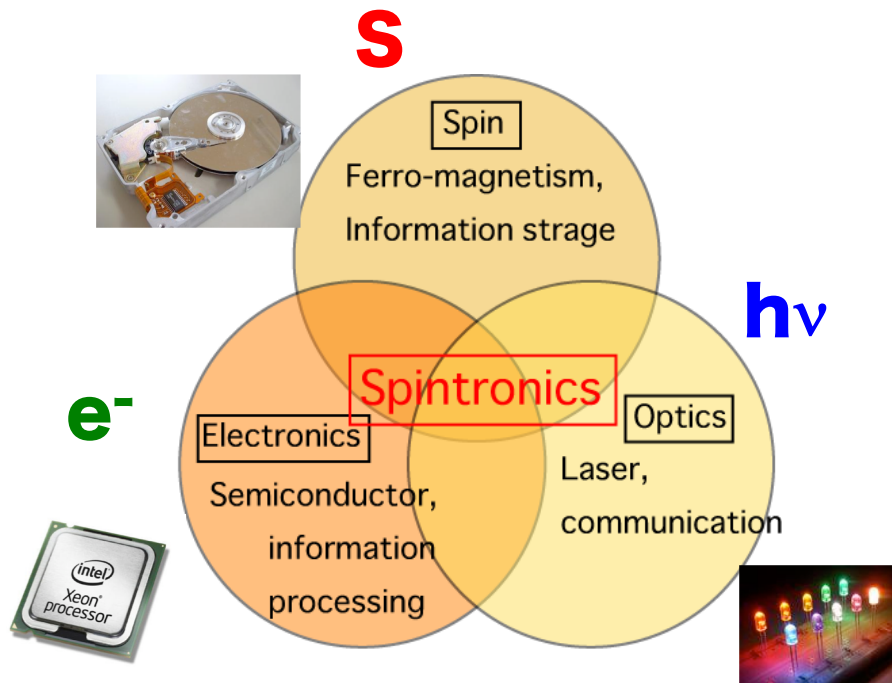 S
Spin
Ferro-magnetism,
Information strage
hν
Spintronics
e-
Electronics
Optics
Semiconductor,
information
processing
Laser,
communication
intel
Xeon®
processor